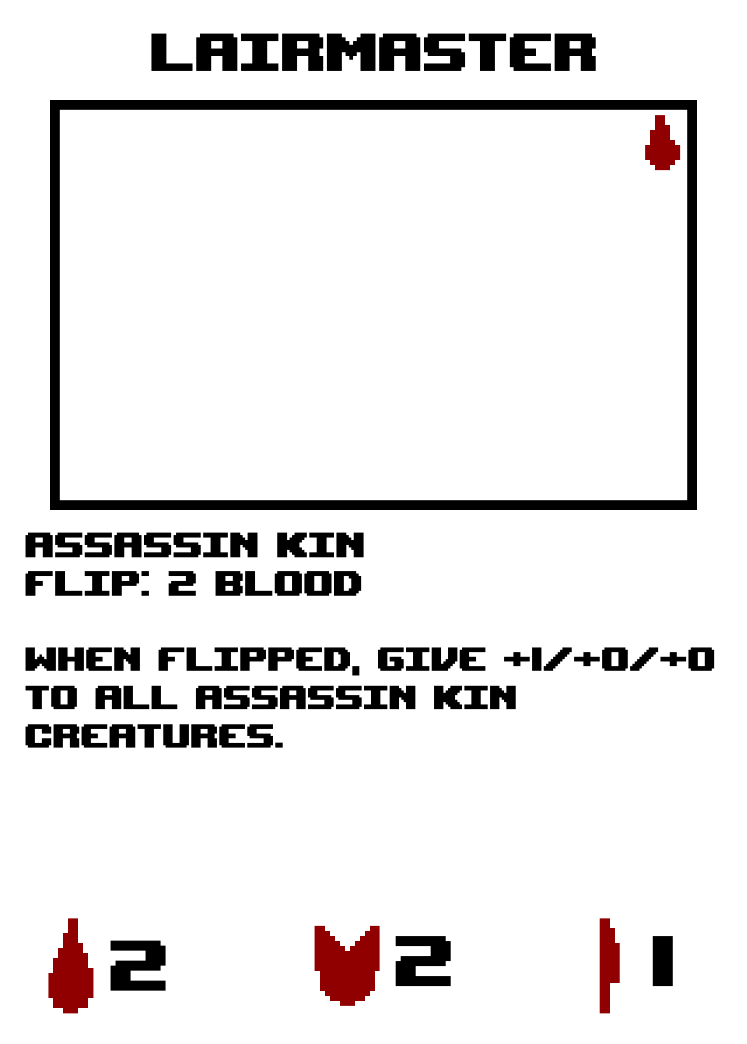 LAIRMASTER
ASSASSIN KIN
FLIP: 2 BLOOD
WHEN FLIPPED, GIVE +1/+0/+0
TO ALL ASSASSIN KIN
CREATURES.
2 2 1